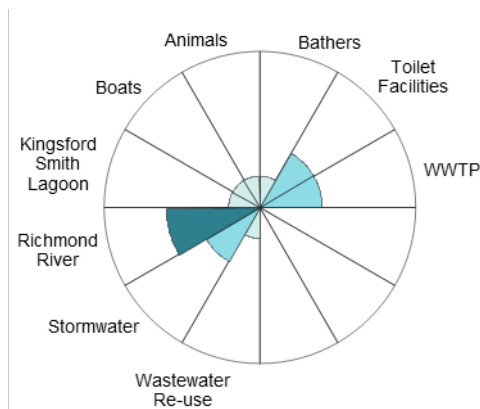 Animals
Bathers
Toilet
Facilities
Boats
Kingsford
Smith
Lagoon
WWTP
Richmond
River
Stormwater
Wastewater
Re-use